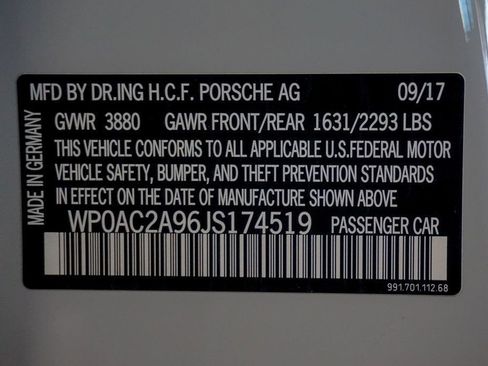 MFD BY DR.ING H.C.F. PORSCHE AG 09/17
GVWR 3880 GAWR FRONT/REAR 1631/2293 LBS
THIS VEHICLE CONFORMS TO ALL APPLICABLE U.S.FEDERAL MOTOR
VEHICLE SAFETY, BUMPER, AND THEFT PREVENTION STANDARDS
IN EFFECT ON THE DATE OF MANUFACTURE SHOWN ABOVE
WP0AC2A96JS174519 PASSENGER CAR
991.701.112.68
MADE IN GERMANY